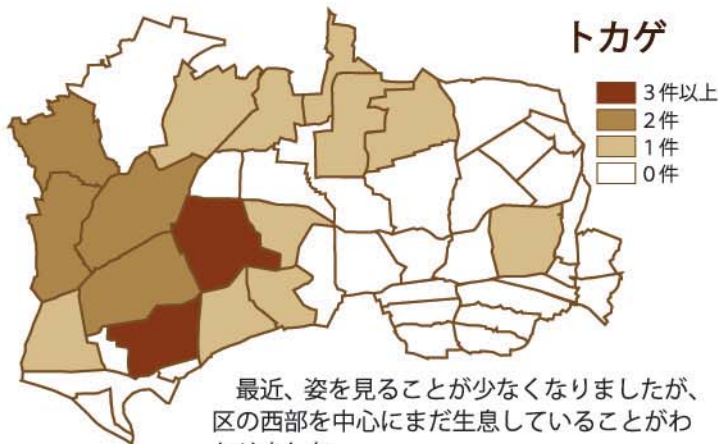 トカゲ
3件以上
2件
1件
0件
最近、姿を見ることが少なくなりましたが、
区の西部を中心にまだ生息していることがわ